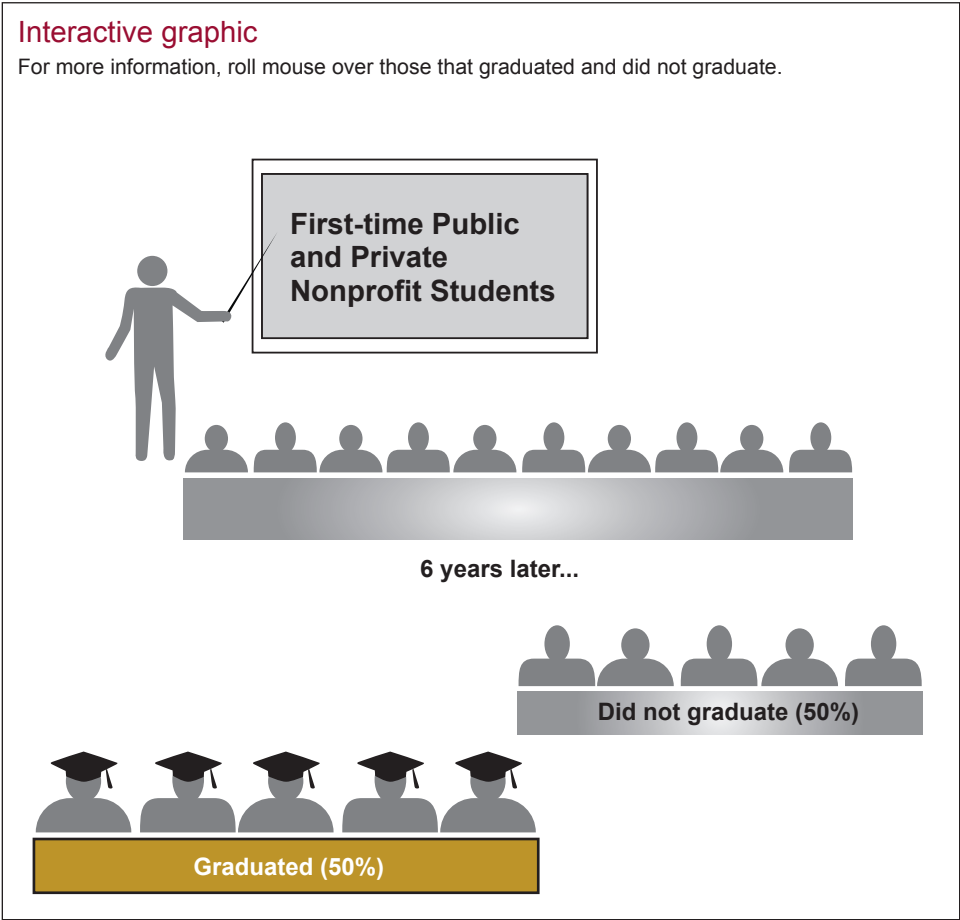 Interactive graphic
For more information, roll mouse over those that graduated and did not graduate.
First-time Public
and Private
Nonprofit Students
6 years later...
Did not graduate (50%)
Graduated (50%)